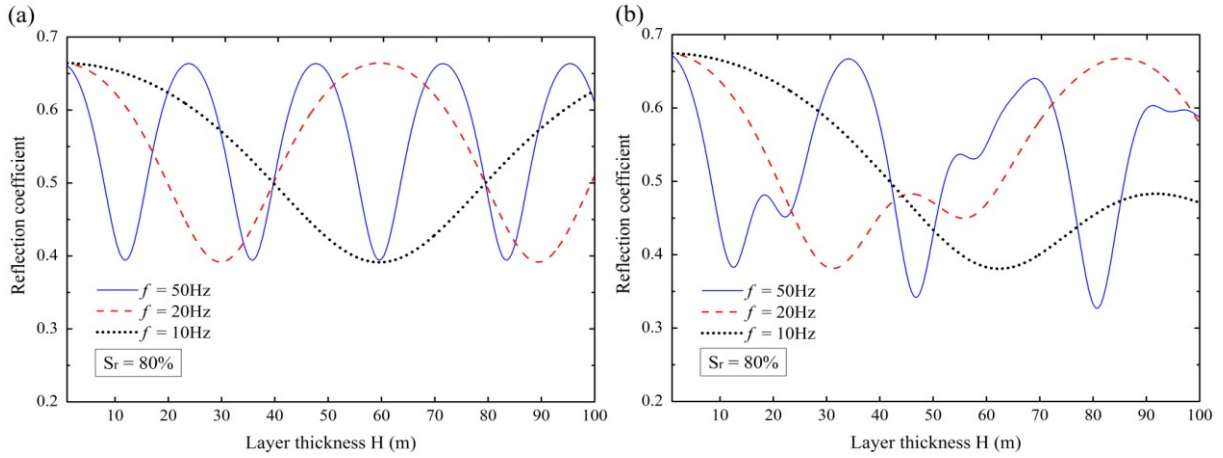 (a)
0.7
0.6
0.5
0.4
0.3
0.2
Reflection coefficient
f = 50Hz
f = 20Hz
f = 10Hz
Sr = 80%
10 20 30 40 50 60 70 80 90 100
Layer thickness H (m)
(b)
0.7
0.6
0.5
0.4
0.3
0.2
Reflection coefficient
f = 50Hz
f = 20Hz
f = 10Hz
Sr = 80%
10 20 30 40 50 60 70 80 90 100
Layer thickness H (m)